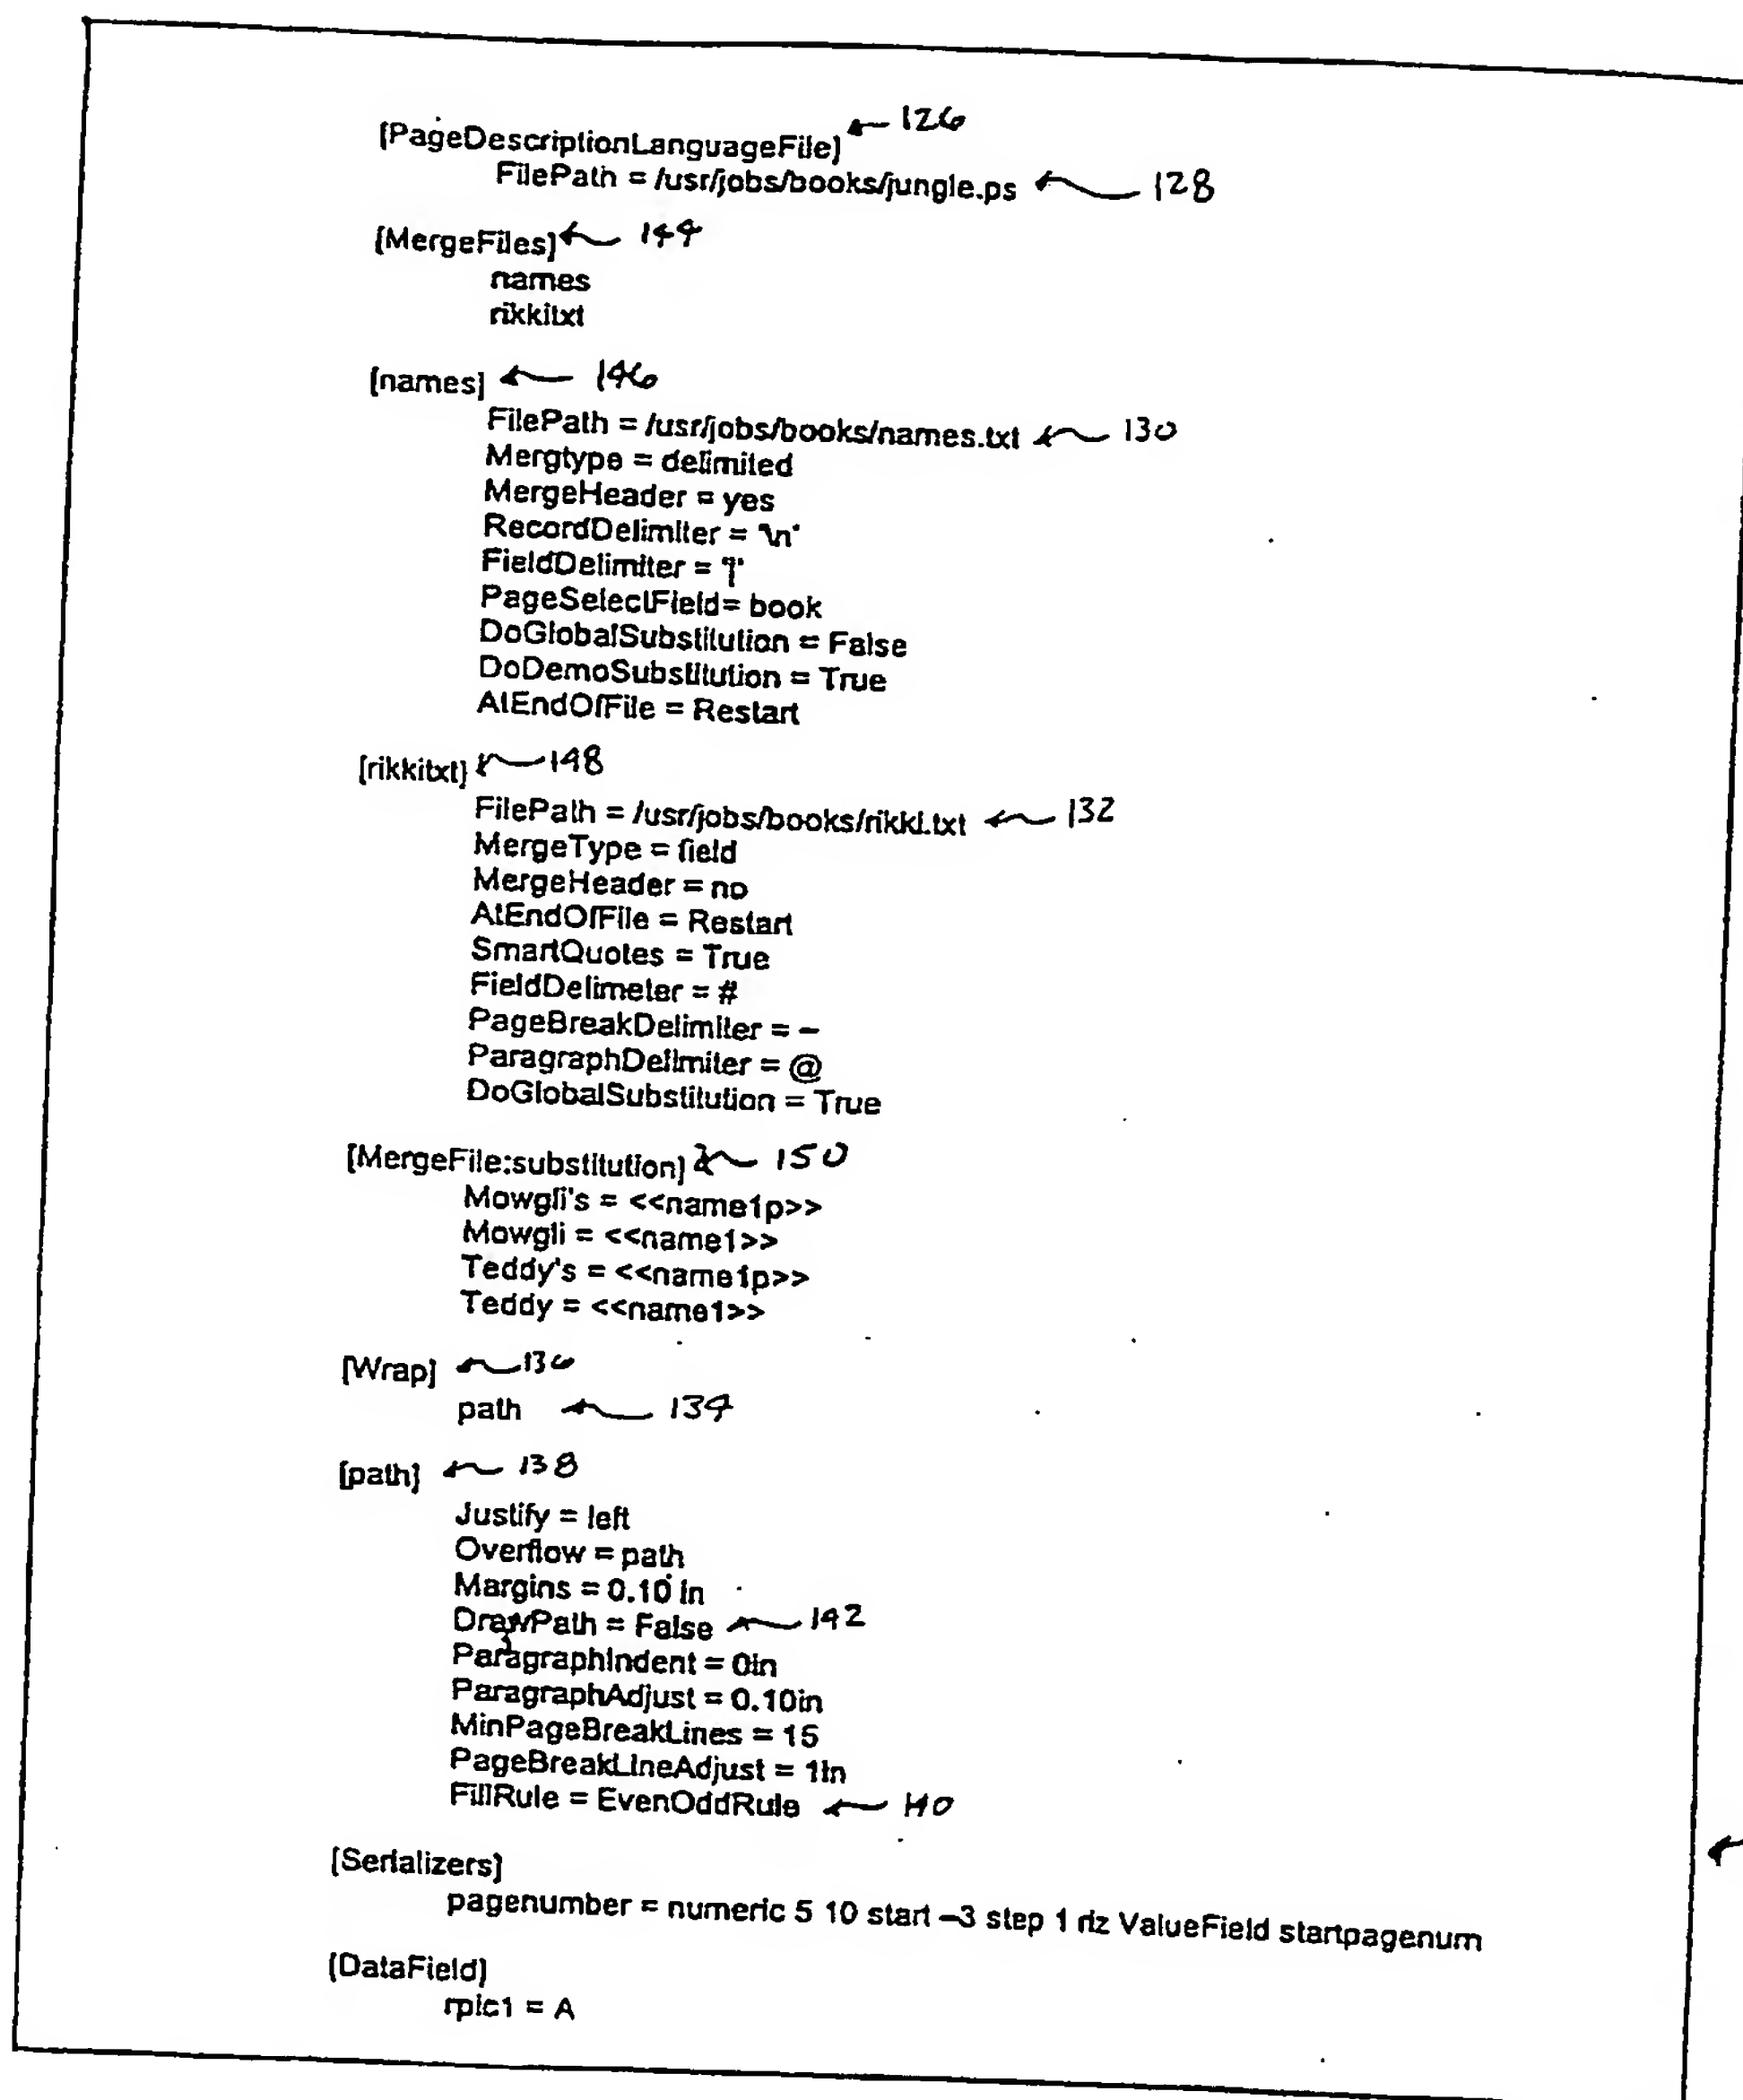 [PageDescriptionLanguageFile] 126
FilePath = /usr/jobs/books/jungle.ps 128
[MergeFiles] 144
names
rikkitxt
[names] 146
FilePath = /usr/jobs/books/names.txt 130
Mergtype = delimited
MergeHeader = yes
RecordDelimiter = '\n'
FieldDelimiter = '|'
PageSelectField= book
DoGlobalSubstitution = False
DoDemoSubstitution = True
AtEndOfFile = Restart
[rikkitxt] 148
FilePath = /usr/jobs/books/rikki.txt 132
MergeType = field
MergeHeader = no
AtEndOfFile = Restart
SmartQuotes = True
FieldDelimeter = #
PageBreakDelimiter = ~
ParagraphDelimiter = @
DoGlobalSubstitution = True
[MergeFile:substitution] 150
Mowgli's = <<name1p>>
Mowgli = <<name1>>
Teddy's = <<name1p>>
Teddy = <<name1>>
[Wrap] 136
path 134
[path] 138
Justify = left
Overflow = path
Margins = 0.10 in
DrawPath = False 142
ParagraphIndent = 0in
ParagraphAdjust = 0.10in
MinPageBreakLines = 15
PageBreakLineAdjust = 1in
FillRule = EvenOddRule 140
[Serializers]
pagenumber = numeric 5 10 start -3 step 1 rlz ValueField startpagenum
[DataField]
rpic1 = A